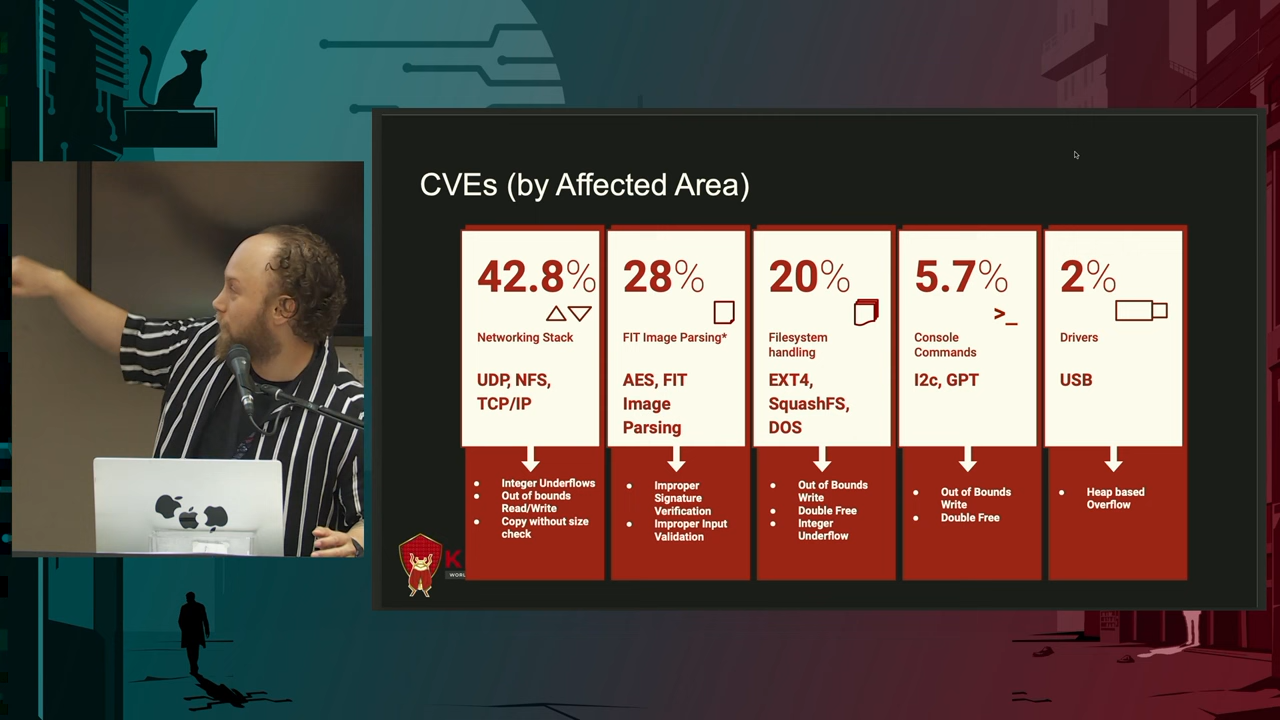 CVEs (by Affected Area)
42.8%
Networking Stack
UDP, NFS,
TCP/IP
• Integer Underflows
• Out of bounds
Read/Write
• Copy without size
check
28%
FIT Image Parsing*
AES, FIT
Image
Parsing
• Improper
Signature
Verification
• Improper Input
Validation
20%
Filesystem
handling
EXT4,
SquashFS,
DOS
• Out of Bounds
Write
• Double Free
• Integer
Underflow
5.7%
>_
Console
Commands
I2c, GPT
• Out of Bounds
Write
• Double Free
2%
Drivers
USB
• Heap based
Overflow
K
WORL